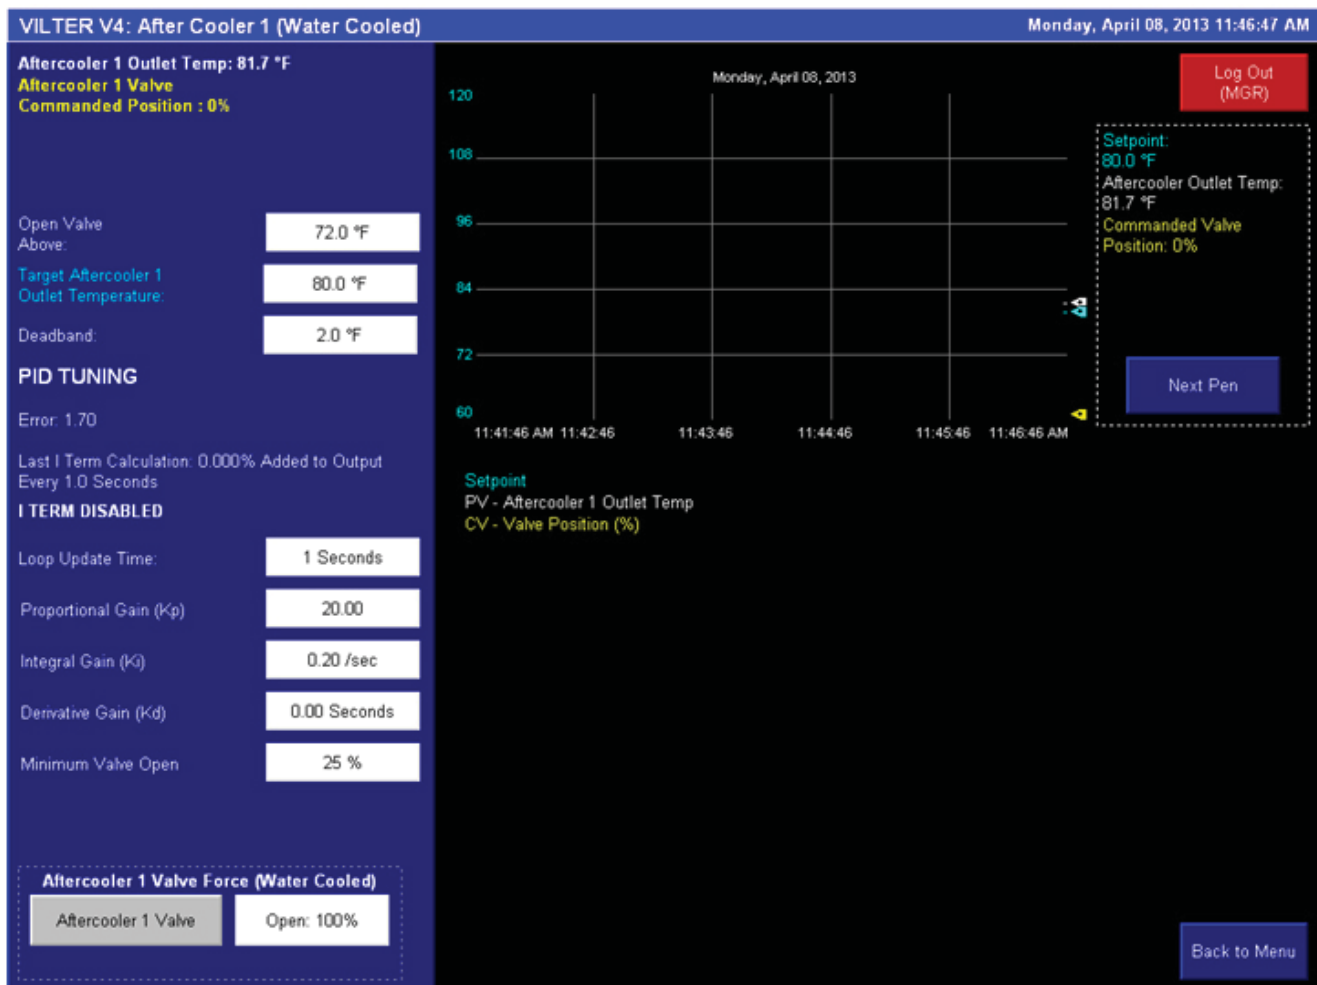 VILTER V4: After Cooler 1 (Water Cooled)
Monday, April 08, 2013 11:46:47 AM
Aftercooler 1 Outlet Temp: 81.7 °F
Aftercooler 1 Valve
Commanded Position : 0%
Open Valve
Above:
72.0 °F
Target Aftercooler 1
Outlet Temperature:
80.0 °F
Deadband:
2.0 °F
PID TUNING
Error: 1.70
Last I Term Calculation: 0.000% Added to Output
Every 1.0 Seconds
I TERM DISABLED
Loop Update Time:
1 Seconds
Proportional Gain (Kp)
20.00
Integral Gain (Ki)
0.20 /sec
Derivative Gain (Kd)
0.00 Seconds
Minimum Valve Open
25 %
Aftercooler 1 Valve Force (Water Cooled)
Aftercooler 1 Valve
Open: 100%
Monday, April 08, 2013
120
108
96
84
72
60
11:41:46 AM
11:42:46
11:43:46
11:44:46
11:45:46
11:46:46 AM
Setpoint
PV - Aftercooler 1 Outlet Temp
CV - Valve Position (%)
Log Out
(MGR)
Setpoint:
80.0 °F
Aftercooler Outlet Temp:
81.7 °F
Commanded Valve
Position: 0%
Next Pen
Back to Menu